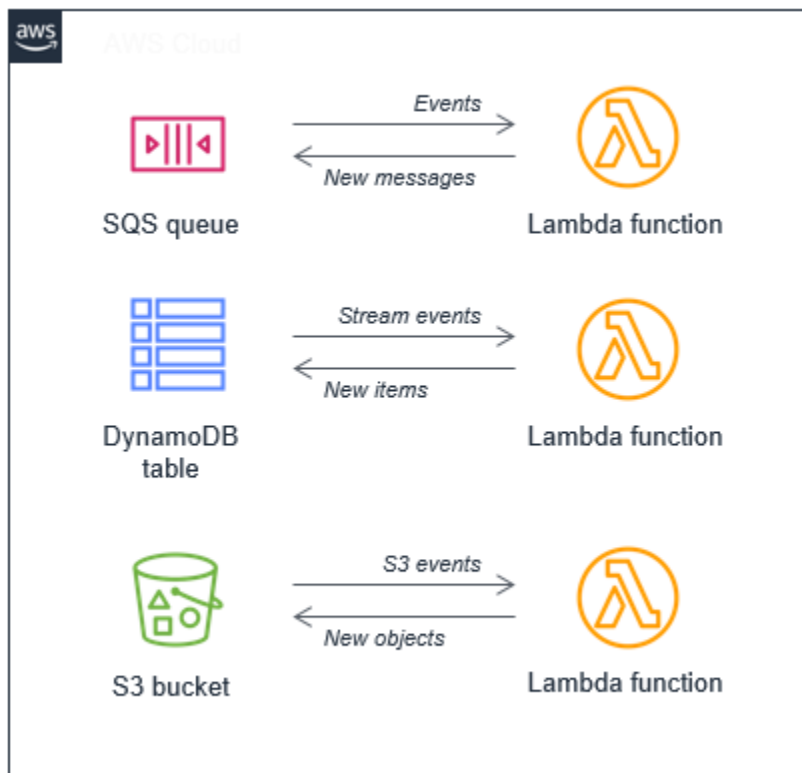 aws
AWS Cloud
Events
New messages
SQS queue
Lambda function
Stream events
New items
DynamoDB
table
Lambda function
S3 events
New objects
S3 bucket
Lambda function